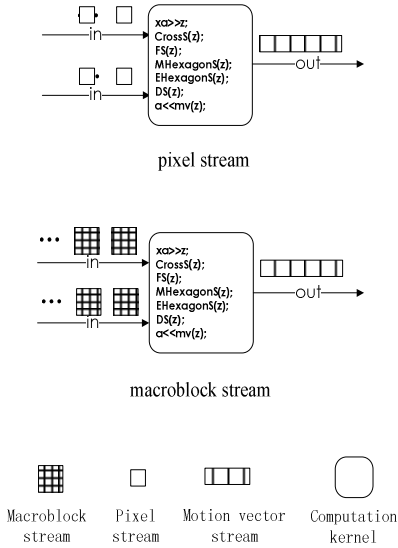 in
in
xa>>z;
CrossS(z);
FS(z);
MHexagonS(z);
EHexagonS(z);
DS(z);
a<<mv(z);
out
pixel stream
in
in
xa>>z;
CrossS(z);
FS(z);
MHexagonS(z);
EHexagonS(z);
DS(z);
a<<mv(z);
out
macroblock stream
Macroblock stream
Pixel stream
Motion vector stream
Computation kernel